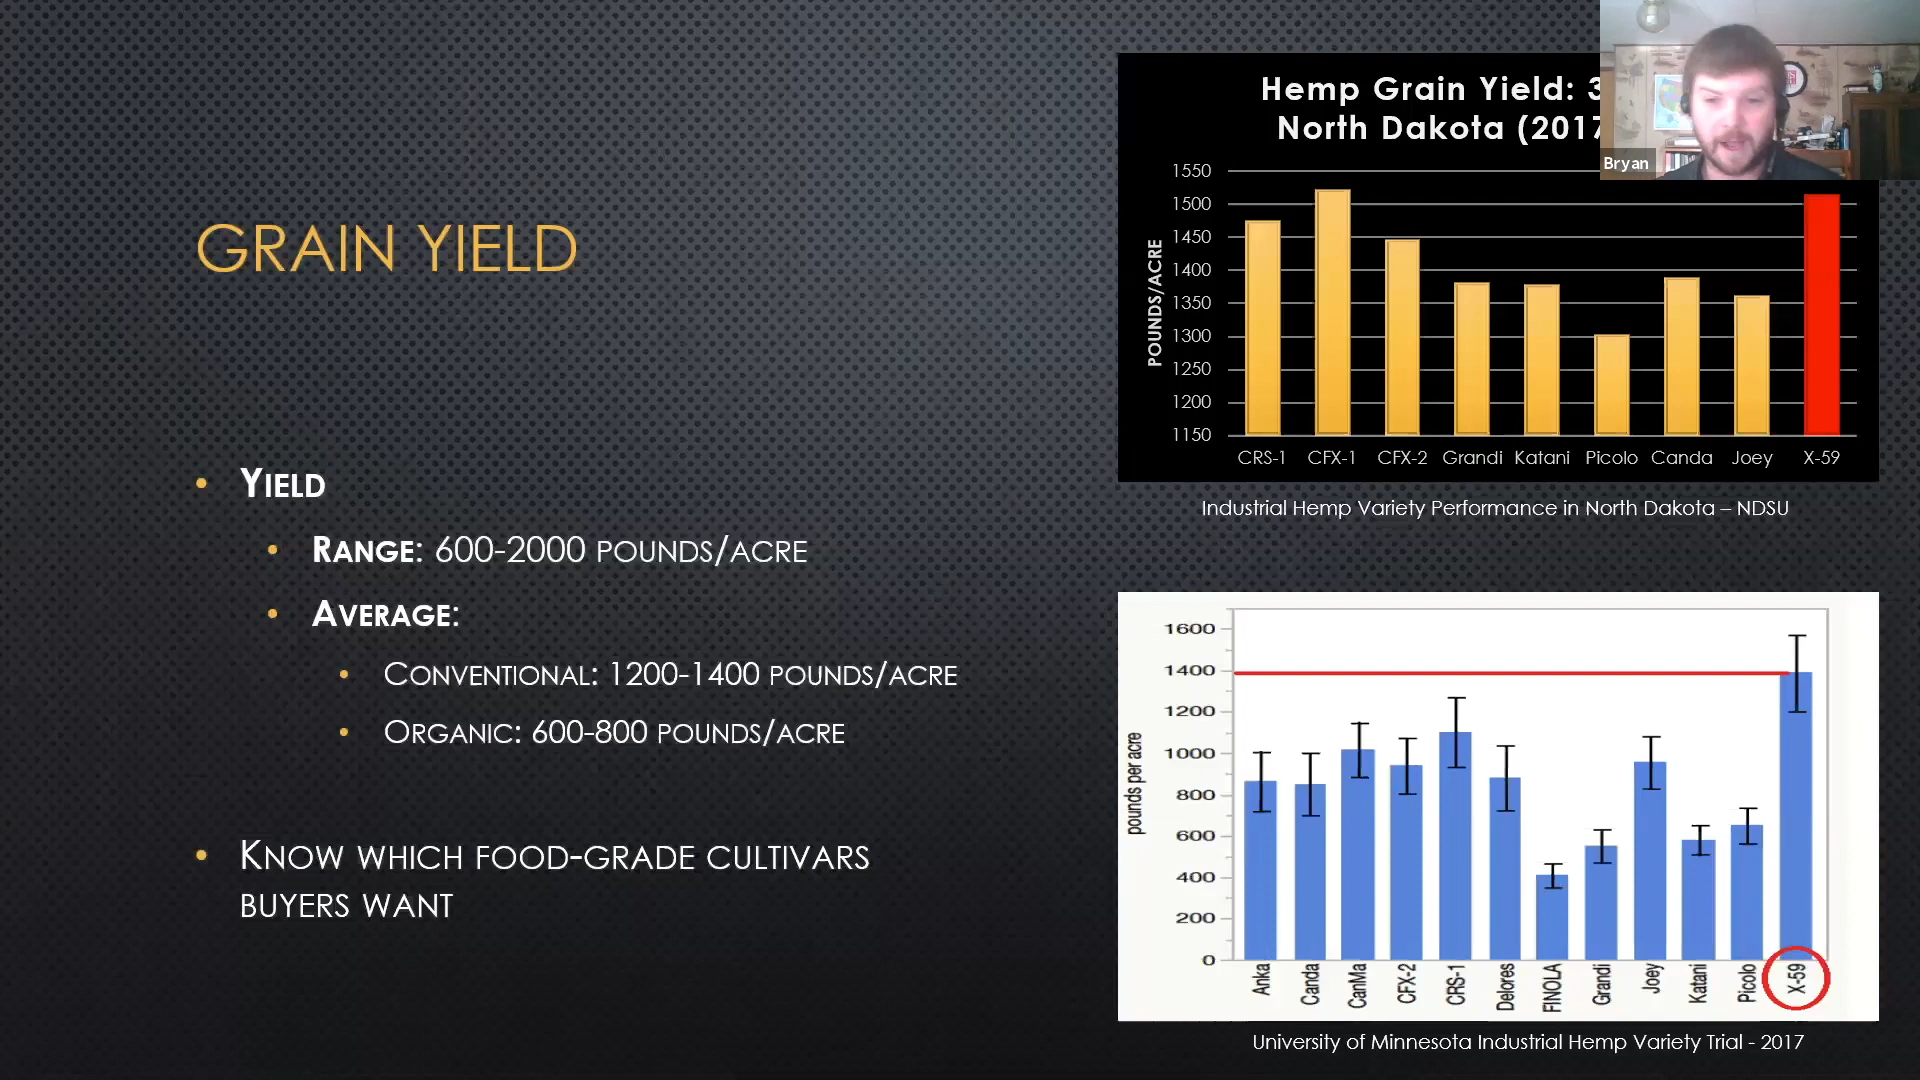 GRAIN YIELD
• YIELD
• RANGE: 600-2000 POUNDS/ACRE
• AVERAGE:
• CONVENTIONAL: 1200-1400 POUNDS/ACRE
• ORGANIC: 600-800 POUNDS/ACRE
• KNOW WHICH FOOD-GRADE CULTIVARS
BUYERS WANT
Hemp Grain Yield: 3
North Dakota (2017
Bryan
POUNDS/ACRE
1550
1500
1450
1400
1350
1300
1250
1200
1150
CRS-1 CFX-1 CFX-2 Grandi Katani Picolo Canda Joey X-59
Industrial Hemp Variety Performance in North Dakota – NDSU
pounds per acre
1600
1400
1200
1000
800
600
400
200
0
Anka Canda CanMa CFX-2 CRS-1 Delores FINOLA Grandi Joey Katani Picolo X-59
University of Minnesota Industrial Hemp Variety Trial - 2017